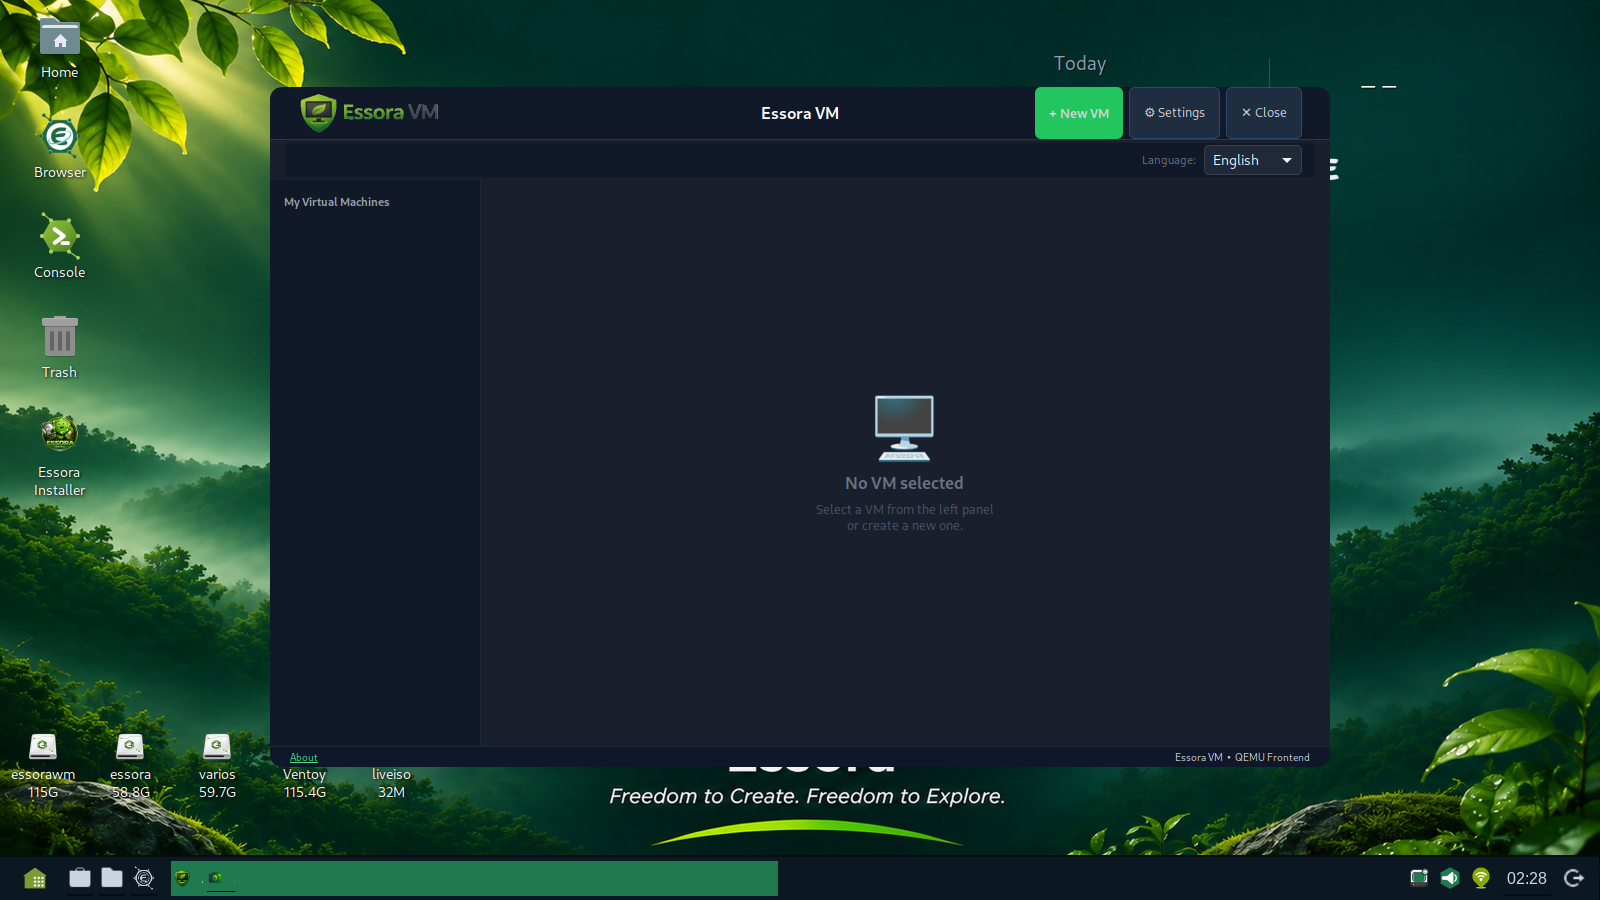 Home
Browser
Console
Trash
Essora
Installer
Today
Essora VM
Essora VM
+ New VM
⚙ Settings
✕ Close
Language:
English
My Virtual Machines
No VM selected
Select a VM from the left panel
or create a new one.
About
Essora VM • QEMU Frontend
essorawm
115G
essora
58.8G
varios
59.7G
Ventoy
115.4G
liveiso
32M
Freedom to Create. Freedom to Explore.
02:28